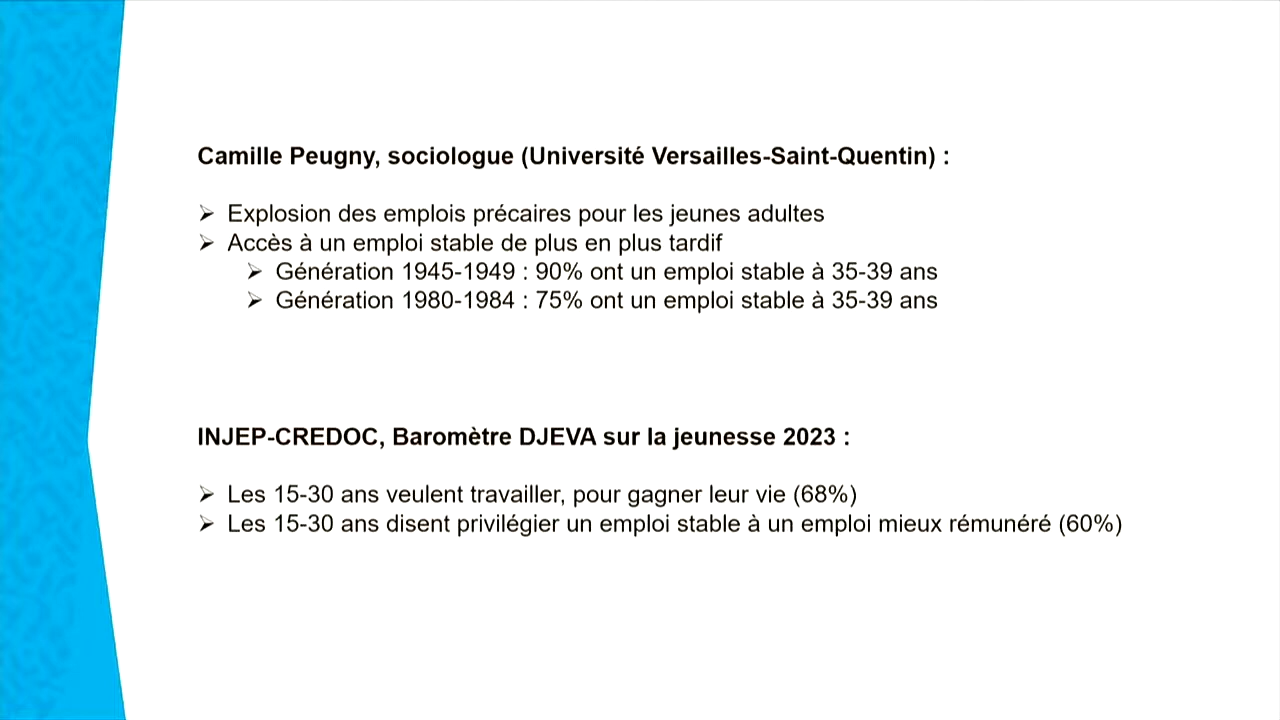 Camille Peugny, sociologue (Université Versailles-Saint-Quentin) :
➢ Explosion des emplois précaires pour les jeunes adultes
➢ Accès à un emploi stable de plus en plus tardif
➢ Génération 1945-1949 : 90% ont un emploi stable à 35-39 ans
➢ Génération 1980-1984 : 75% ont un emploi stable à 35-39 ans
INJEP-CREDOC, Baromètre DJEVA sur la jeunesse 2023 :
➢ Les 15-30 ans veulent travailler, pour gagner leur vie (68%)
➢ Les 15-30 ans disent privilégier un emploi stable à un emploi mieux rémunéré (60%)